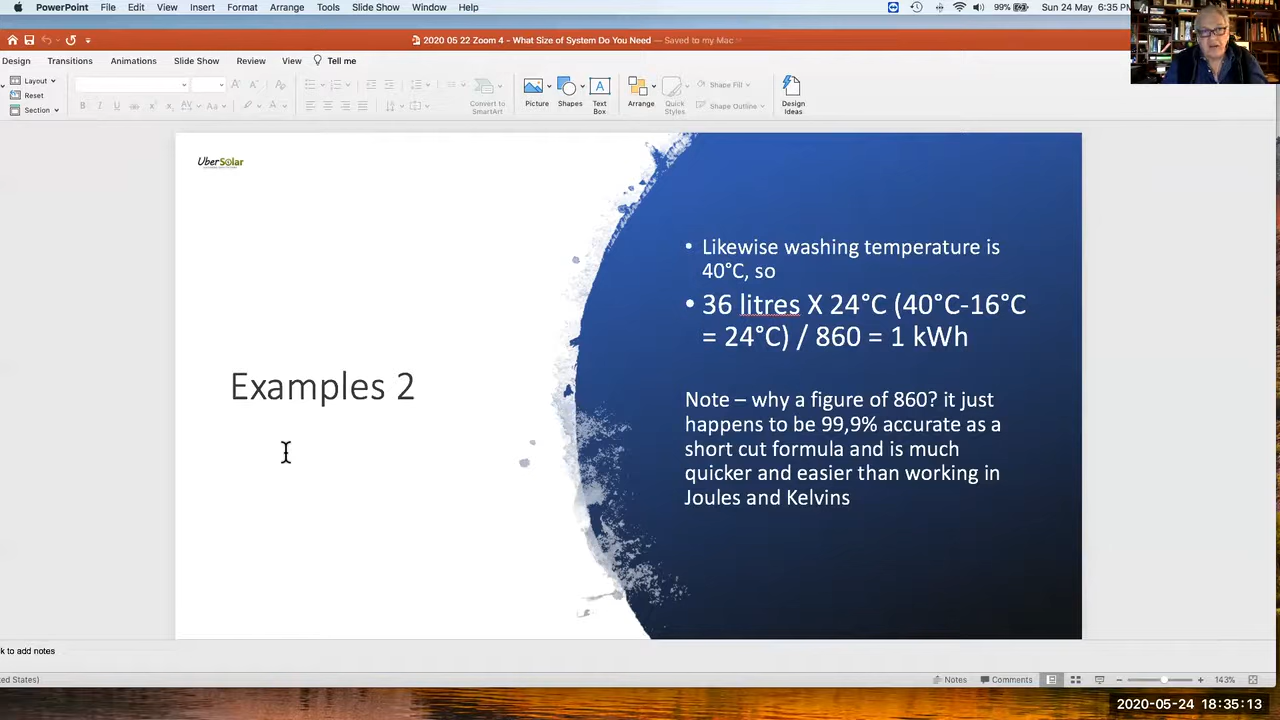 PowerPoint File Edit View Insert Format Arrange Tools Slide Show Window Help 99% Sun 24 May 6:35 PM
2020 05 22 Zoom 4 - What Size of System Do You Need — Saved to my Mac
Design Transitions Animations Slide Show Review View Tell me
Layout
Reset
Section
Convert to
SmartArt
Picture
Shapes
Text
Box
Arrange
Quick
Styles
Shape Fill
Shape Outline
Design
Ideas
UberSolar
Examples 2
• Likewise washing temperature is
40°C, so
• 36 litres X 24°C (40°C-16°C
= 24°C) / 860 = 1 kWh
Note – why a figure of 860? it just
happens to be 99,9% accurate as a
short cut formula and is much
quicker and easier than working in
Joules and Kelvins
k to add notes
ed States)
Notes Comments 143%
2020-05-24 18:35:13